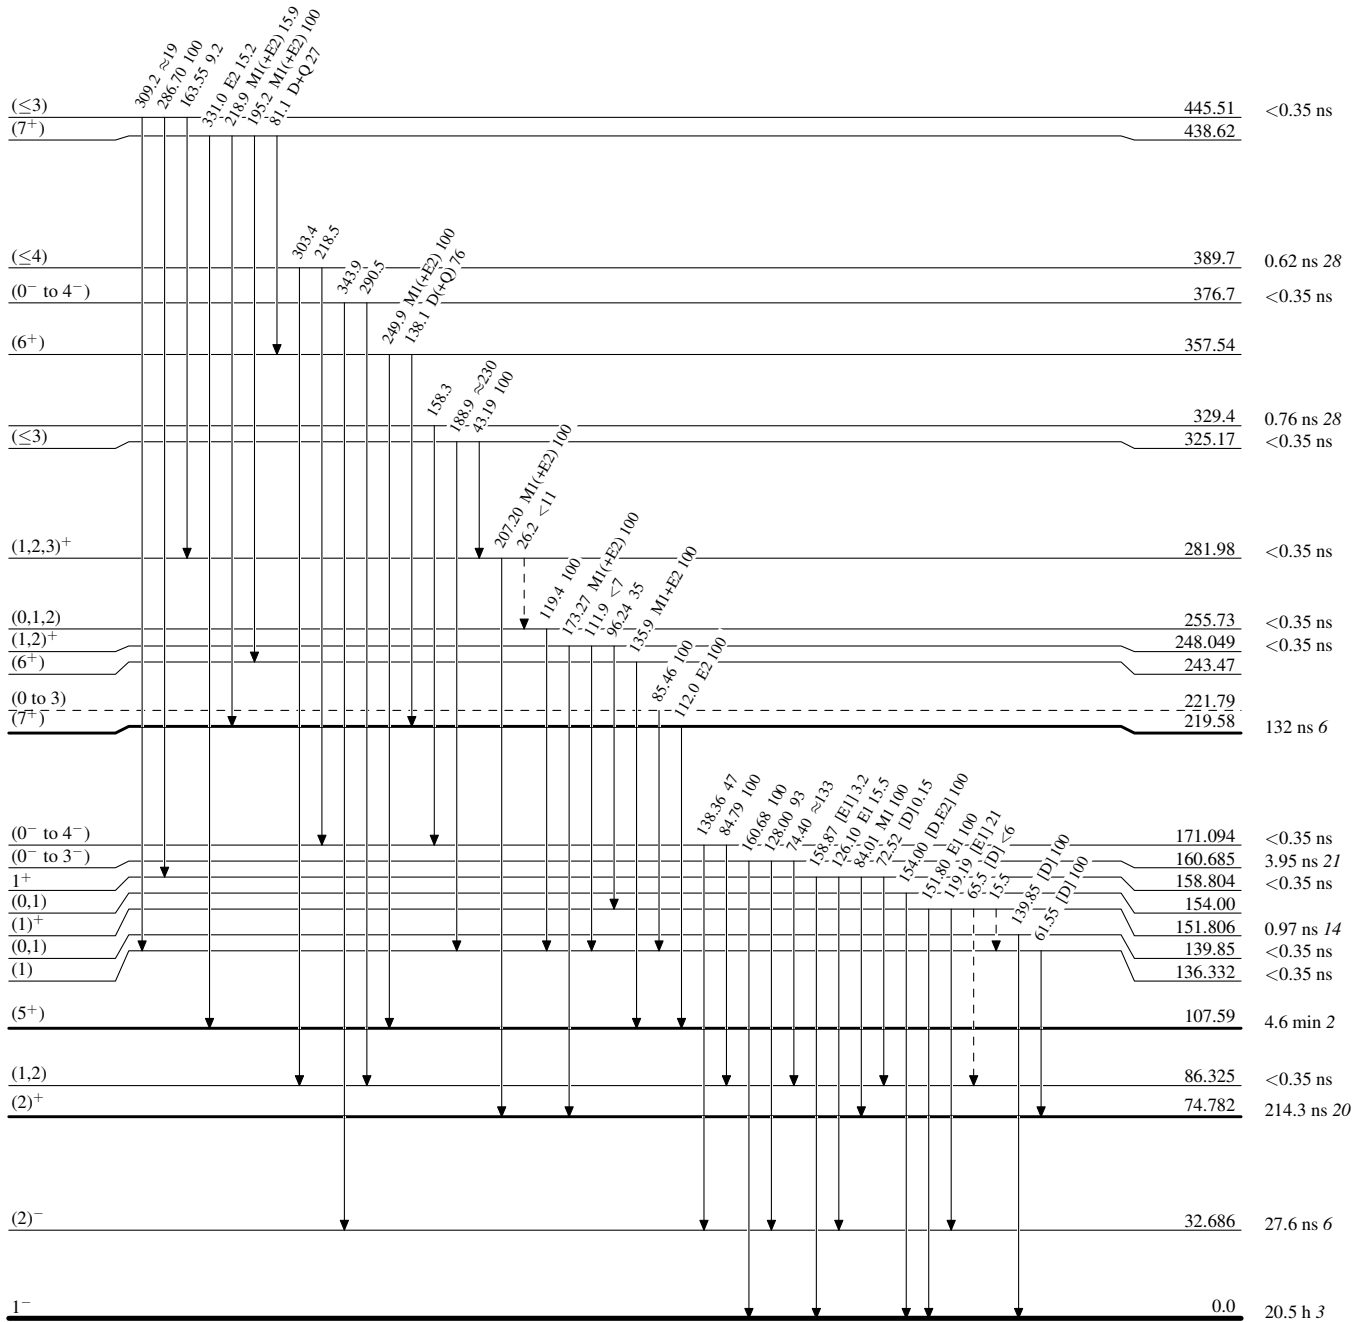 309.2 ≈19
286.70 100
163.55 9.2
331.0 E2 15.2
218.9 M1(+E2) 15.9
195.2 M1(+E2) 100
81.1 D+Q 27
(≤3) 445.51 <0.35 ns
(7+) 438.62
303.4
218.5
(≤4) 389.7 0.62 ns 28
343.9
290.5
(0− to 4−) 376.7 <0.35 ns
249.9 M1(+E2) 100
138.1 D(+Q) 76
(6+) 357.54
158.3
329.4 0.76 ns 28
188.9 ≈230
43.19 100
(≤3) 325.17 <0.35 ns
207.20 M1(+E2) 100
26.2 <11
(1,2,3)+ 281.98 <0.35 ns
119.4 100
(0,1,2) 255.73 <0.35 ns
173.27 M1(+E2) 100
111.9 <7
96.24 35
(1,2)+ 248.049 <0.35 ns
135.9 M1+E2 100
(6+) 243.47
85.46 100
(0 to 3) 221.79
112.0 E2 100
(7+) 219.58 132 ns 6
138.36 47
84.79 100
(0− to 4−) 171.094 <0.35 ns
160.68 100
128.00 93
74.40 ≈133
(0− to 3−) 160.685 3.95 ns 21
158.87 [E1] 3.2
126.10 E1 15.5
84.01 M1 100
72.52 [D] 0.15
1+ 158.804 <0.35 ns
154.00 [D,E2] 100
(0,1) 154.00
151.80 E1 100
119.19 [E1] 21
65.5 [D] <6
15.5
(1)+ 151.806 0.97 ns 14
139.85 [D] 100
(0,1) 139.85 <0.35 ns
61.55 [D] 100
(1) 136.332 <0.35 ns
(5+) 107.59 4.6 min 2
(1,2) 86.325 <0.35 ns
(2)+ 74.782 214.3 ns 20
(2)− 32.686 27.6 ns 6
1− 0.0 20.5 h 3